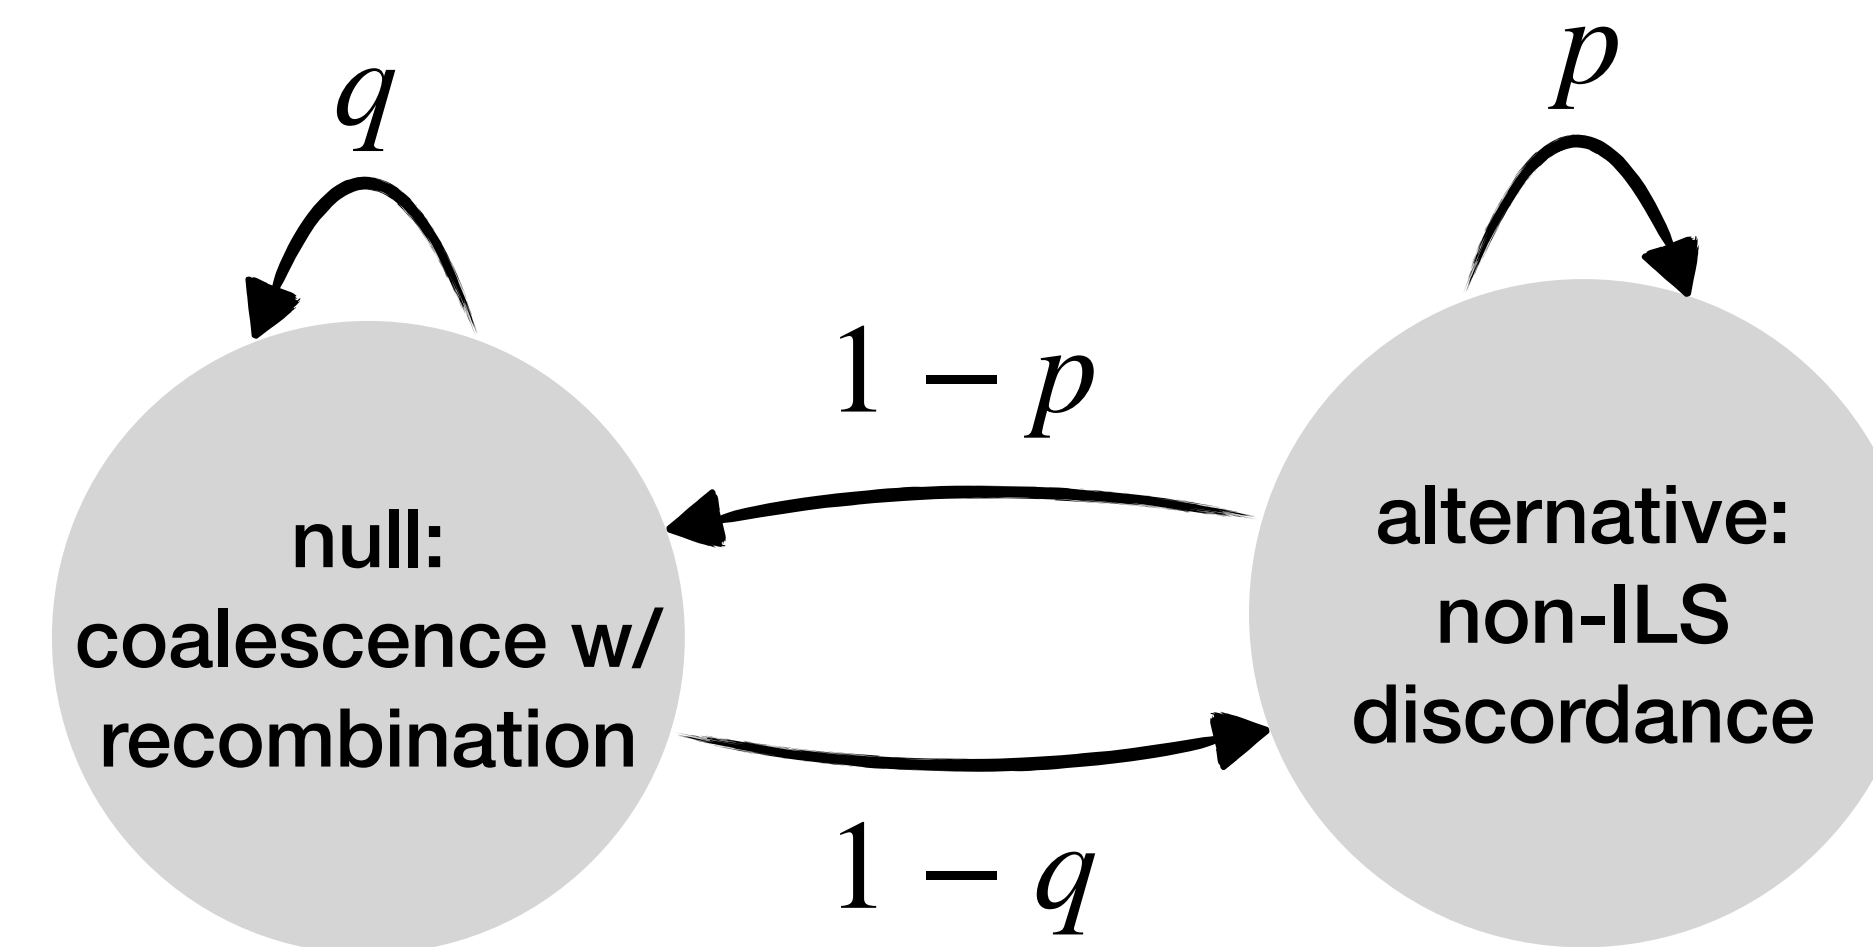 q
p
1 − p
null:
coalescence w/
recombination
alternative:
non-ILS
discordance
1 − q